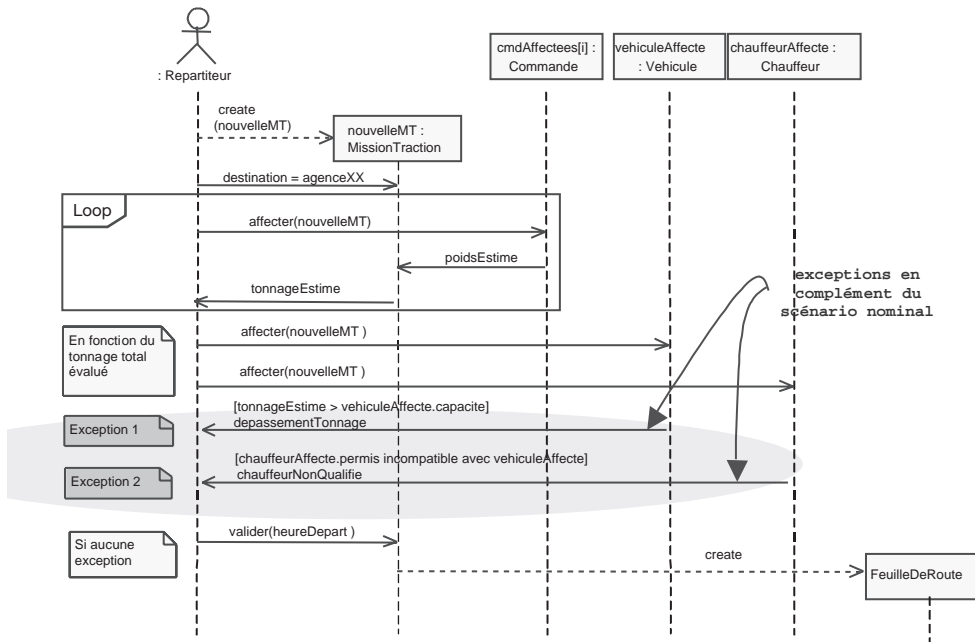 cmdAffectees[i] :
Commande
vehiculeAffecte
: Vehicule
chauffeurAffecte :
Chauffeur
: Repartiteur
create
(nouvelleMT)
nouvelleMT :
MissionTraction
destination = agenceXX
Loop
affecter(nouvelleMT)
poidsEstime
tonnageEstime
exceptions en
complément du
scénario nominal
En fonction du
tonnage total
évalué
affecter(nouvelleMT )
affecter(nouvelleMT )
[tonnageEstime > vehiculeAffecte.capacite]
Exception 1
depassementTonnage
[chauffeurAffecte.permis incompatible avec vehiculeAffecte]
Exception 2
chauffeurNonQualifie
valider(heureDepart )
Si aucune
exception
create
FeuilleDeRoute